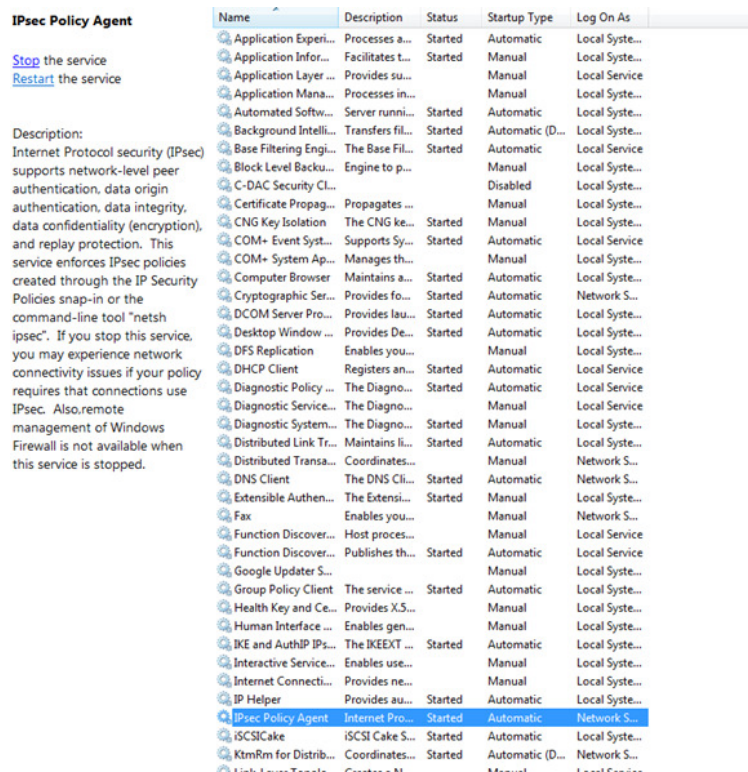 IPsec Policy Agent
Stop the service
Restart the service
Description:
Internet Protocol security (IPsec)
supports network-level peer
authentication, data origin
authentication, data integrity,
data confidentiality (encryption),
and replay protection. This
service enforces IPsec policies
created through the IP Security
Policies snap-in or the
command-line tool "netsh
ipsec". If you stop this service,
you may experience network
connectivity issues if your policy
requires that connections use
IPsec. Also,remote
management of Windows
Firewall is not available when
this service is stopped.
Name Description Status Startup Type Log On As
Application Experi... Processes a... Started Automatic Local Syste...
Application Infor... Facilitates t... Started Manual Local Syste...
Application Layer ... Provides su... Manual Local Service
Application Mana... Processes in... Manual Local Syste...
Automated Softw... Server runni... Started Automatic Local Syste...
Background Intelli... Transfers fil... Started Automatic (D... Local Syste...
Base Filtering Engi... The Base Fil... Started Automatic Local Service
Block Level Backu... Engine to p... Manual Local Syste...
C-DAC Security Cl... Disabled Local Syste...
Certificate Propag... Propagates ... Manual Local Syste...
CNG Key Isolation The CNG ke... Started Manual Local Syste...
COM+ Event Syst... Supports Sy... Started Automatic Local Service
COM+ System Ap... Manages th... Manual Local Syste...
Computer Browser Maintains a... Started Automatic Local Syste...
Cryptographic Ser... Provides fo... Started Automatic Network S...
DCOM Server Pro... Provides lau... Started Automatic Local Syste...
Desktop Window ... Provides De... Started Automatic Local Syste...
DFS Replication Enables you... Manual Local Syste...
DHCP Client Registers an... Started Automatic Local Service
Diagnostic Policy ... The Diagno... Started Automatic Local Service
Diagnostic Service... The Diagno... Manual Local Service
Diagnostic System... The Diagno... Started Manual Local Syste...
Distributed Link Tr... Maintains li... Started Automatic Local Syste...
Distributed Transa... Coordinates... Manual Network S...
DNS Client The DNS Cli... Started Automatic Network S...
Extensible Authen... The Extensi... Started Manual Local Syste...
Fax Enables you... Manual Network S...
Function Discover... Host proces... Manual Local Service
Function Discover... Publishes th... Started Automatic Local Service
Google Updater S... Manual Local Syste...
Group Policy Client The service ... Started Automatic Local Syste...
Health Key and Ce... Provides X.5... Manual Local Syste...
Human Interface ... Enables gen... Manual Local Syste...
IKE and AuthIP IPs... The IKEEXT ... Started Automatic Local Syste...
Interactive Service... Enables use... Manual Local Syste...
Internet Connecti... Provides ne... Manual Local Syste...
IP Helper Provides au... Started Automatic Local Syste...
IPsec Policy Agent Internet Pro... Started Automatic Network S...
iSCSICake iSCSI Cake S... Started Automatic Local Syste...
KtmRm for Distrib... Coordinates... Started Automatic (D... Network S...